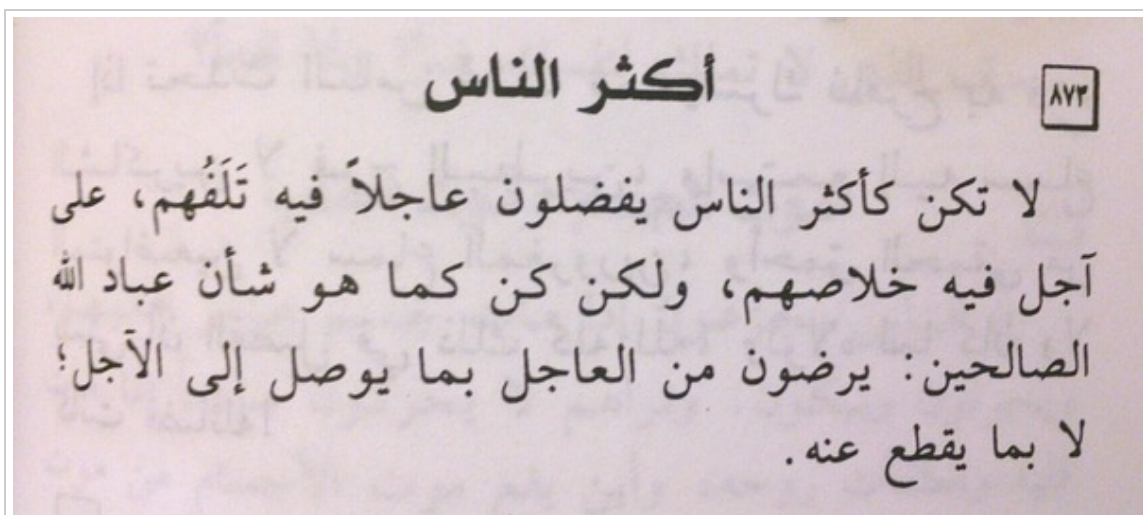 أكثر الناس
٨٧٣
لا تكن كأكثر الناس يفضلون عاجلاً فيه تَلَفُهم، على
آجل فيه خلاصهم، ولكن كن كما هو شأن عباد الله
الصالحين: يرضون من العاجل بما يوصل إلى الآجل؛
لا بما يقطع عنه.